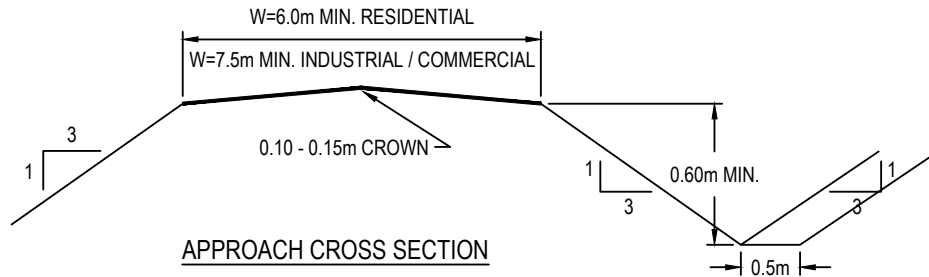 W=6.0m MIN. RESIDENTIAL
W=7.5m MIN. INDUSTRIAL / COMMERCIAL
3
1
0.10 - 0.15m CROWN
1
3
0.60m MIN.
1
3
APPROACH CROSS SECTION
0.5m